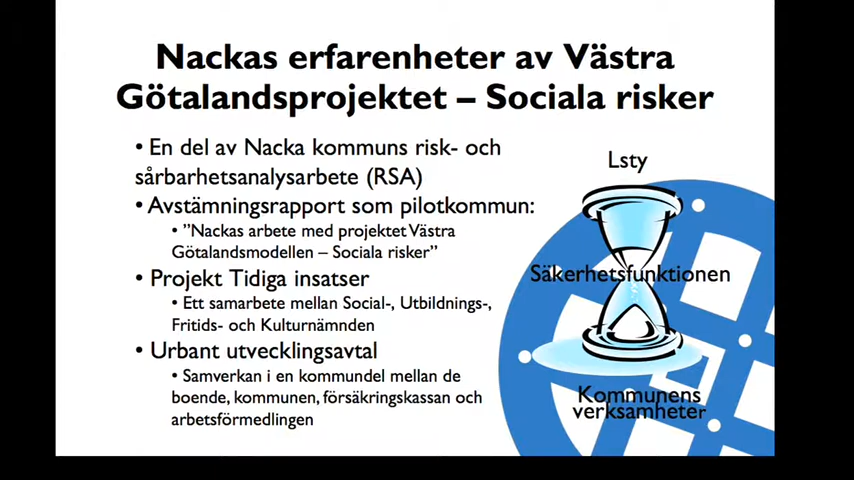 Nackas erfarenheter av Västra
Götalandsprojektet – Sociala risker
• En del av Nacka kommuns risk- och
sårbarhetsanalysarbete (RSA)
• Avstämningsrapport som pilotkommun:
• ”Nackas arbete med projektet Västra
Götalandsmodellen – Sociala risker”
• Projekt Tidiga insatser
• Ett samarbete mellan Social-, Utbildnings-,
Fritids- och Kulturnämnden
• Urbant utvecklingsavtal
• Samverkan i en kommundel mellan de
boende, kommunen, försäkringskassan och
arbetsförmedlingen
Lsty
Säkerhetsfunktionen
Kommunens
verksamheter